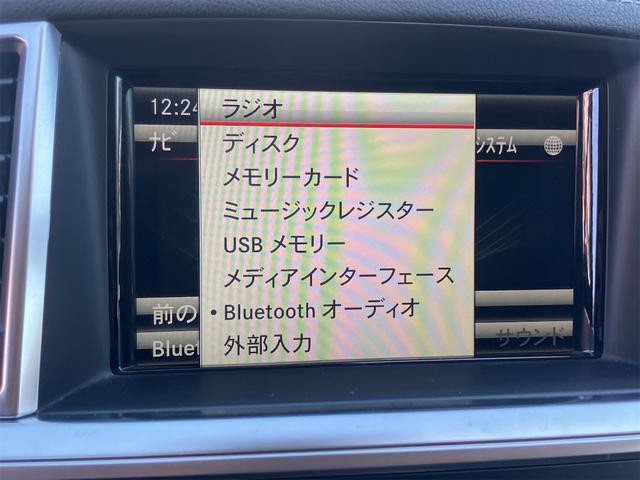 12:24
ラジオ
ナビ
システム
ディスク
メモリーカード
ミュージックレジスター
USB メモリー
メディアインターフェース
前の
• Bluetooth オーディオ
Bluet
外部入力
サウンド